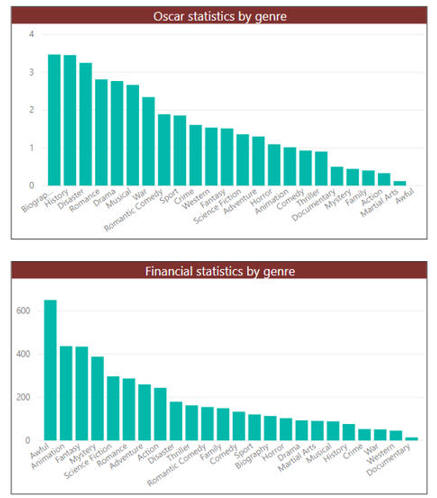 Oscar statistics by genre
4
3
2
1
0
Biograp...
History
Disaster
Romance
Drama
Musical
War
Romantic Comedy
Sport
Crime
Western
Fantasy
Science Fiction
Adventure
Horror
Animation
Comedy
Thriller
Documentary
Mystery
Family
Action
Martial Arts
Awful
Financial statistics by genre
600
400
200
0
Awful
Animation
Fantasy
Mystery
Science Fiction
Romance
Adventure
Action
Disaster
Thriller
Romantic Comedy
Family
Comedy
Sport
Biography
Horror
Drama
Martial Arts
Musical
History
Crime
War
Western
Documentary